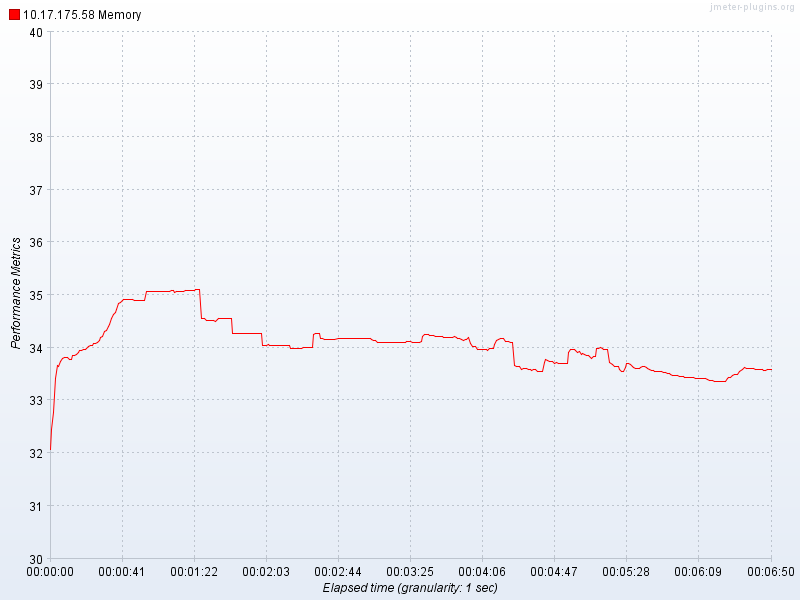 jmeter-plugins.org
10.17.175.58 Memory
40
39
38
37
36
35
34
33
32
31
30
Performance Metrics
00:00:00 00:00:41 00:01:22 00:02:03 00:02:44 00:03:25 00:04:06 00:04:47 00:05:28 00:06:09 00:06:50
Elapsed time (granularity: 1 sec)